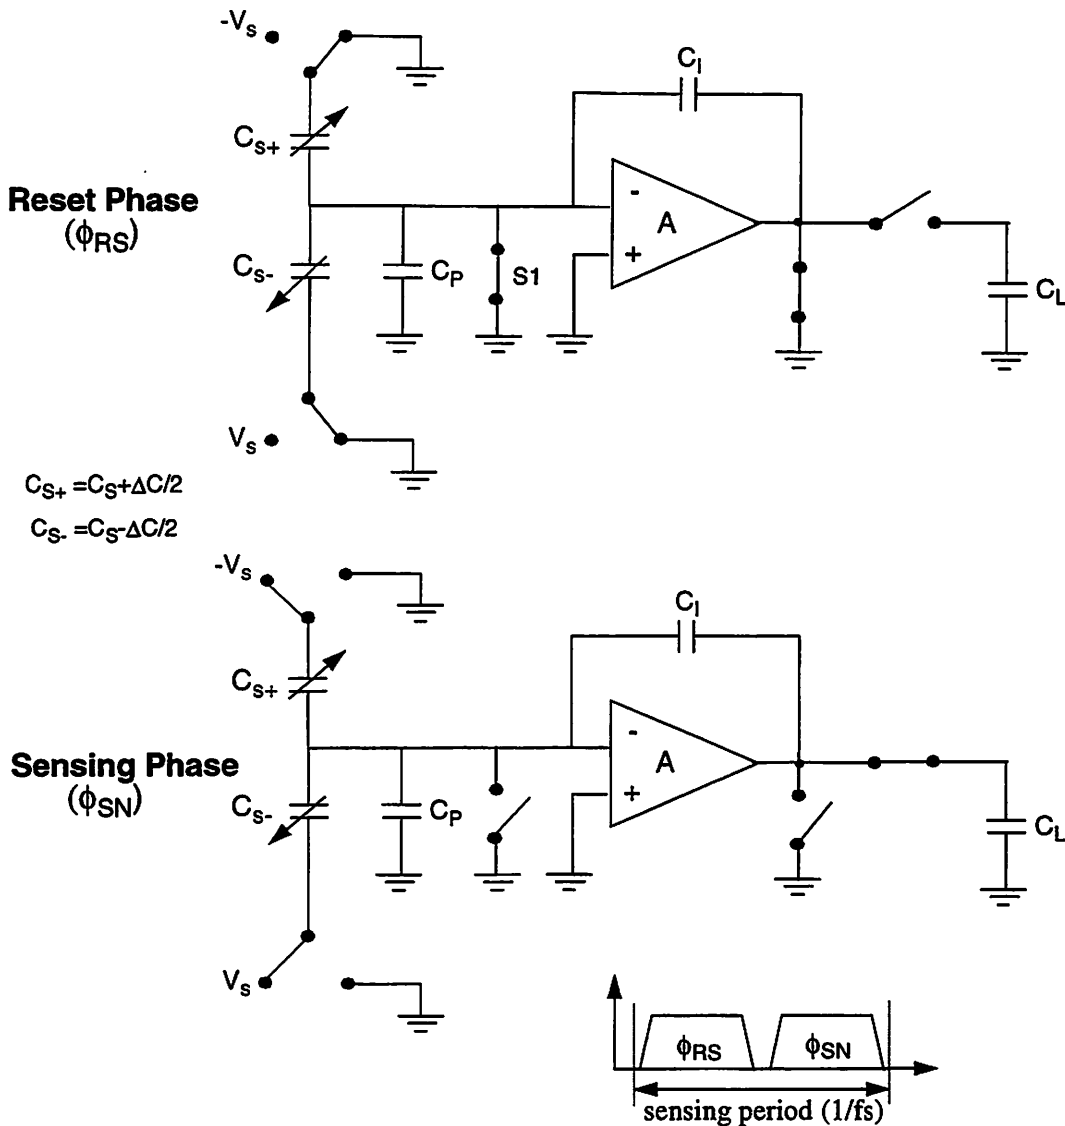 -Vs
CI
CS+
Reset Phase
(ϕRS)
-
A
+
CS-
CP
S1
CL
Vs
CS+ =CS+ΔC/2
CS- =CS-ΔC/2
-Vs
CI
CS+
-
A
Sensing Phase
(ϕSN)
+
CS-
CP
CL
Vs
ϕRS ϕSN
sensing period (1/fs)